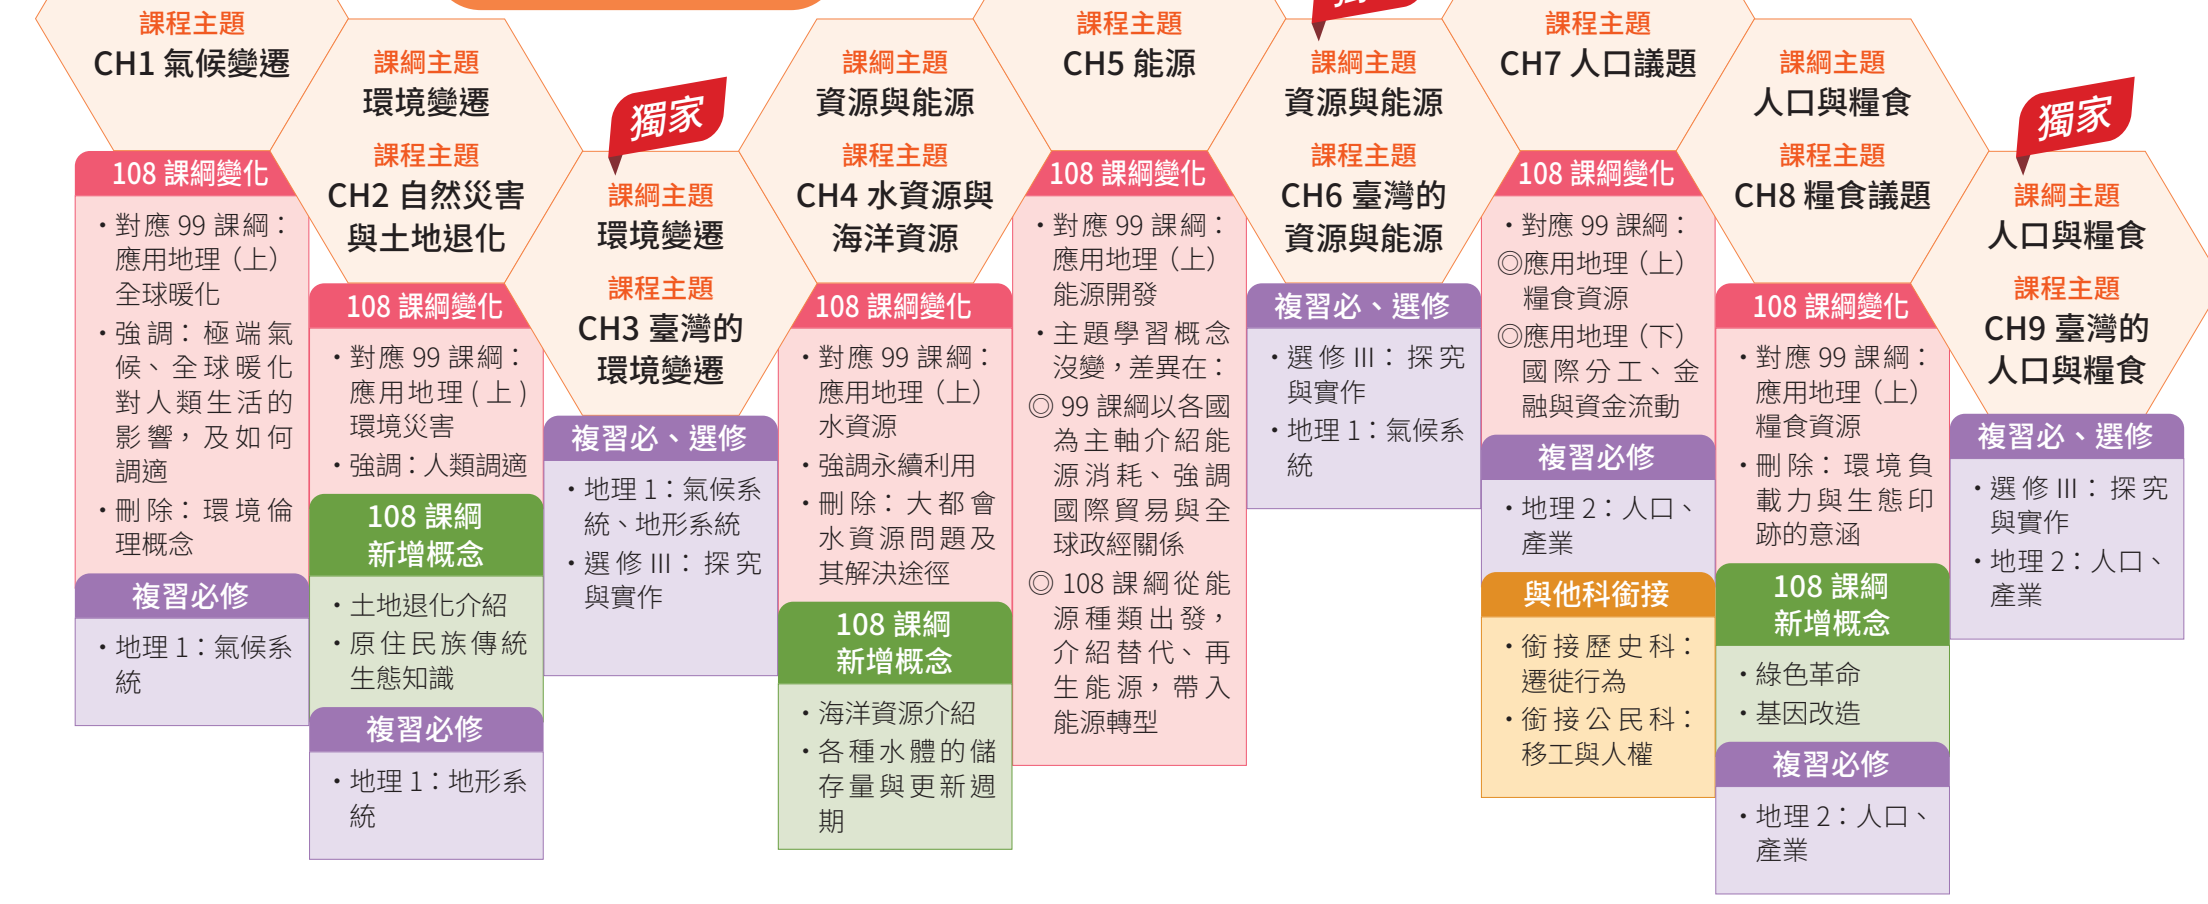 課程主題
CH1 氣候變遷
108 課綱變化
・對應 99 課綱：
應用地理（上）
全球暖化
・強調：極端氣
候、全球暖化
對人類生活的
影響，及如何
調適
・刪除：環境倫
理概念
複習必修
・地理 1：氣候系
統
課綱主題
環境變遷
課程主題
CH2 自然災害
與土地退化
108 課綱變化
・對應 99 課綱：
應用地理(上)
環境災害
・強調：人類調適
108 課綱
新增概念
・土地退化介紹
・原住民族傳統
生態知識
複習必修
・地理 1：地形系
統
獨家
課綱主題
環境變遷
課程主題
CH3 臺灣的
環境變遷
複習必、選修
・地理 1：氣候系
統、地形系統
・選修 III：探究
與實作
課綱主題
資源與能源
課程主題
CH4 水資源與
海洋資源
108 課綱變化
・對應 99 課綱：
應用地理（上）
水資源
・強調永續利用
・刪除：大都會
水資源問題及
其解決途徑
108 課綱
新增概念
・海洋資源介紹
・各種水體的儲
存量與更新週
期
課程主題
CH5 能源
108 課綱變化
・對應 99 課綱：
應用地理（上）
能源開發
・主題學習概念
沒變，差異在：
◎ 99 課綱以各國
為主軸介紹能
源消耗、強調
國際貿易與全
球政經關係
◎ 108 課綱從能
源種類出發，
介紹替代、再
生能源，帶入
能源轉型
課綱主題
資源與能源
課程主題
CH6 臺灣的
資源與能源
複習必、選修
・選修 III：探究
與實作
・地理 1：氣候系
統
課程主題
CH7 人口議題
108 課綱變化
・對應 99 課綱：
◎應用地理（上）
糧食資源
◎應用地理（下）
國際分工、金
融與資金流動
複習必修
・地理 2：人口、
產業
與他科銜接
・銜接歷史科：
遷徙行為
・銜接公民科：
移工與人權
課綱主題
人口與糧食
課程主題
CH8 糧食議題
108 課綱變化
・對應 99 課綱：
應用地理（上）
糧食資源
・刪除：環境負
載力與生態印
跡的意涵
108 課綱
新增概念
・綠色革命
・基因改造
複習必修
・地理 2：人口、
產業
獨家
課綱主題
人口與糧食
課程主題
CH9 臺灣的
人口與糧食
複習必、選修
・選修 III：探究
與實作
・地理 2：人口、
產業